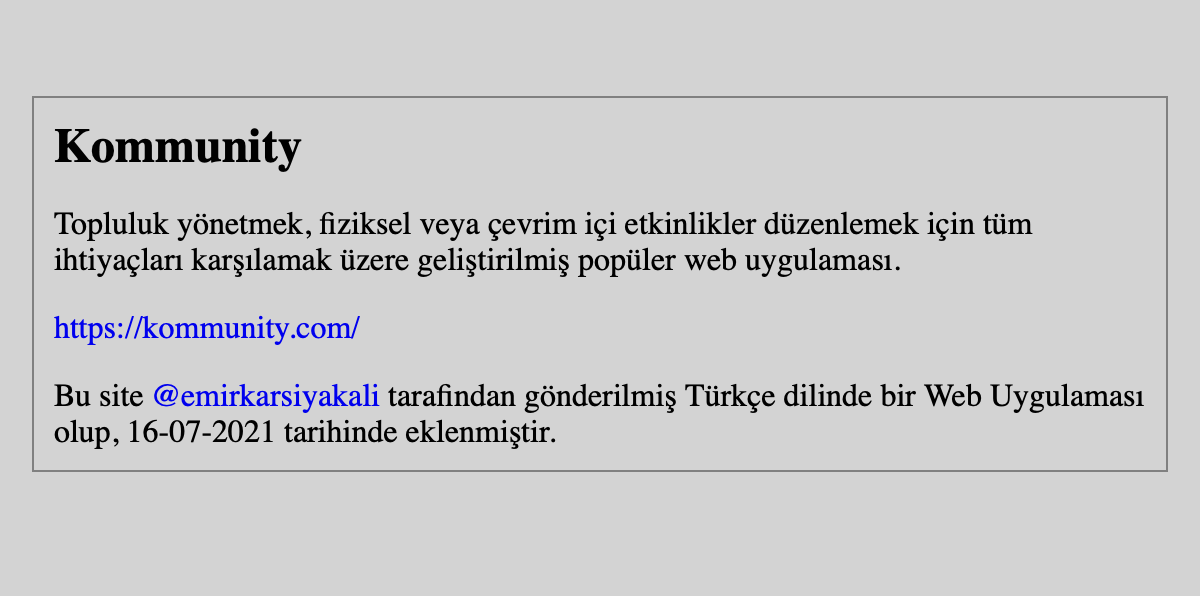 Kommunity
Topluluk yönetmek, fiziksel veya çevrim içi etkinlikler düzenlemek için tüm
ihtiyaçları karşılamak üzere geliştirilmiş popüler web uygulaması.
https://kommunity.com/
Bu site @emirkarsiyakali tarafından gönderilmiş Türkçe dilinde bir Web Uygulaması
olup, 16-07-2021 tarihinde eklenmiştir.